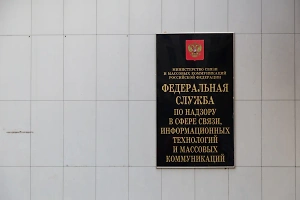 МИНИСТЕРСТВО СВЯЗИ
И МАССОВЫХ КОММУНИКАЦИЙ
РОССИЙСКОЙ ФЕДЕРАЦИИ
ФЕДЕРАЛЬНАЯ
СЛУЖБА
ПО НАДЗОРУ
В СФЕРЕ СВЯЗИ,
ИНФОРМАЦИОННЫХ
ТЕХНОЛОГИЙ
И МАССОВЫХ
КОММУНИКАЦИЙ